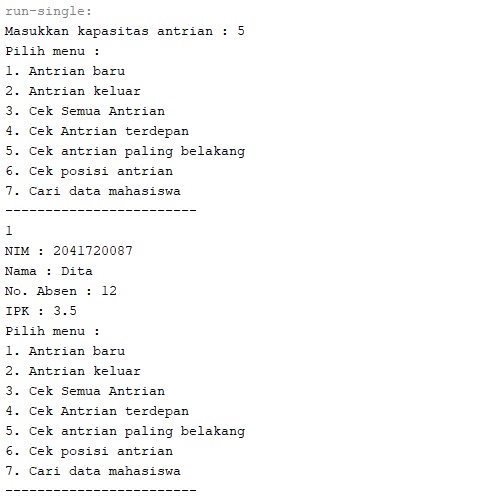 run-single:
Masukkan kapasitas antrian : 5
Pilih menu :
1. Antrian baru
2. Antrian keluar
3. Cek Semua Antrian
4. Cek Antrian terdepan
5. Cek antrian paling belakang
6. Cek posisi antrian
7. Cari data mahasiswa
------------------------
1
NIM : 2041720087
Nama : Dita
No. Absen : 12
IPK : 3.5
Pilih menu :
1. Antrian baru
2. Antrian keluar
3. Cek Semua Antrian
4. Cek Antrian terdepan
5. Cek antrian paling belakang
6. Cek posisi antrian
7. Cari data mahasiswa
------------------------